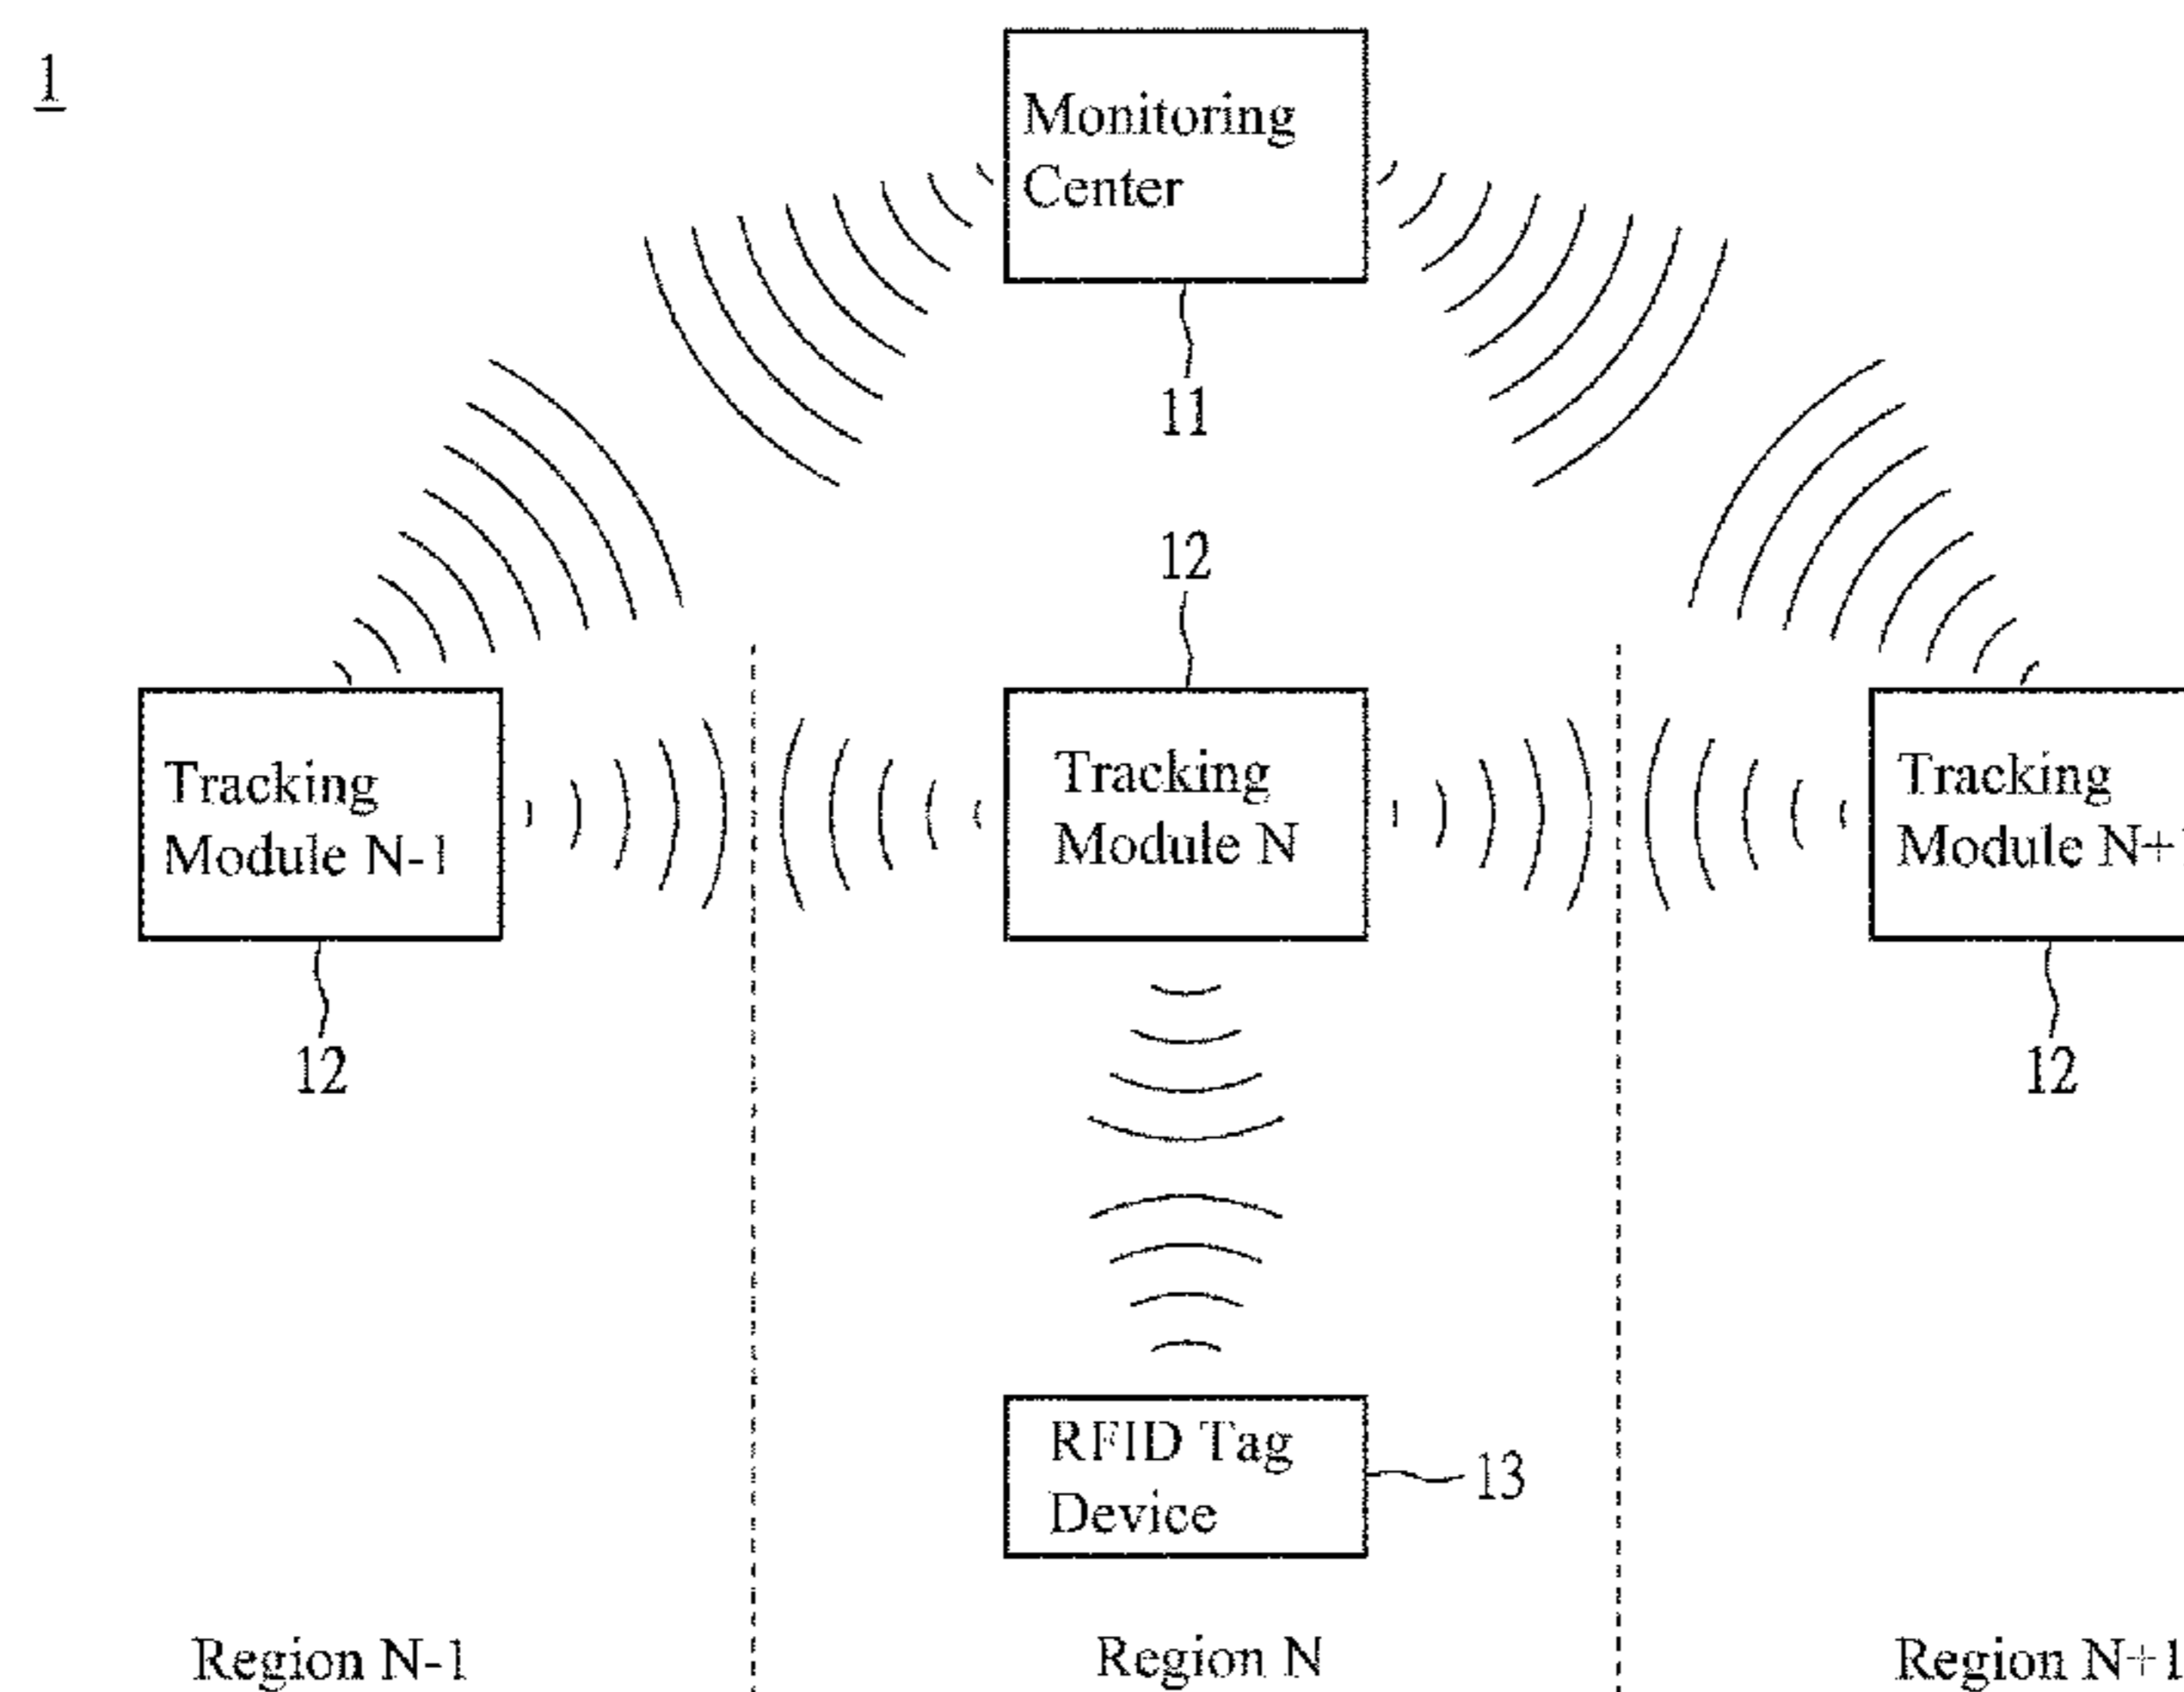 1
Monitoring
Center
11
12
Tracking
Module N-1
Tracking
Module N
Tracking
Module N+
12
12
RFID Tag
Device
13
Region N-1
Region N
Region N+1